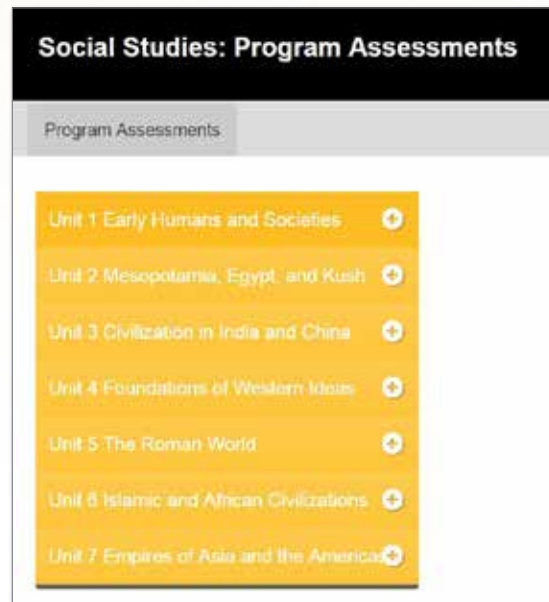 Social Studies: Program Assessments
Program Assessments
Unit 1 Early Humans and Societies
Unit 2 Mesopotamia, Egypt, and Kush
Unit 3 Civilization in India and China
Unit 4 Foundations of Western Ideas
Unit 5 The Roman World
Unit 6 Islamic and African Civilizations
Unit 7 Empires of Asia and the Americas